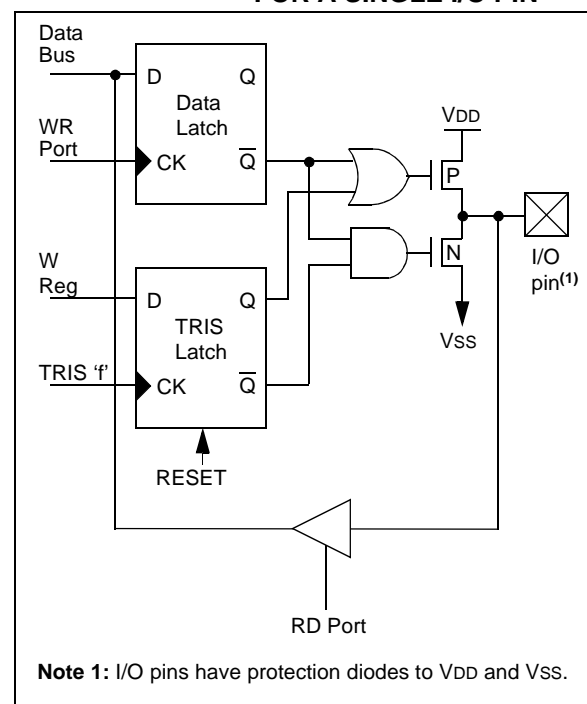 FOR A SINGLE I/O PIN
Data
Bus
D Q
Data
Latch
WR
Port
CK Q
VDD
P
N
I/O
pin(1)
VSS
W
Reg
D Q
TRIS
Latch
TRIS 'f'
CK Q
RESET
RD Port
Note 1: I/O pins have protection diodes to VDD and VSS.